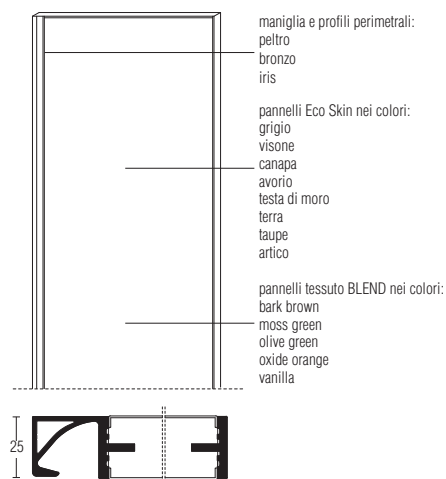 maniglia e profili perimetrali:
peltro
bronzo
iris
pannelli Eco Skin nei colori:
grigio
visone
canapa
avorio
testa di moro
terra
taupe
artico
pannelli tessuto BLEND nei colori:
bark brown
moss green
olive green
oxide orange
vanilla
25